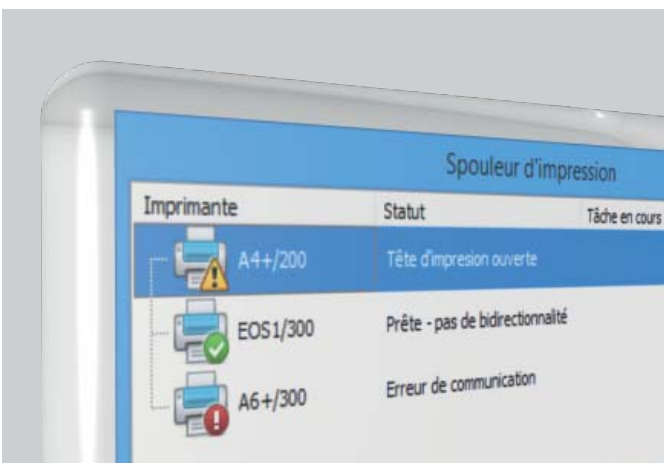 Spouleur d'impression
Imprimante Statut Tâche en cours
A4+/200 Tête d'impresion ouverte
EOS1/300 Prête - pas de bidirectionnalité
A6+/300 Erreur de communication